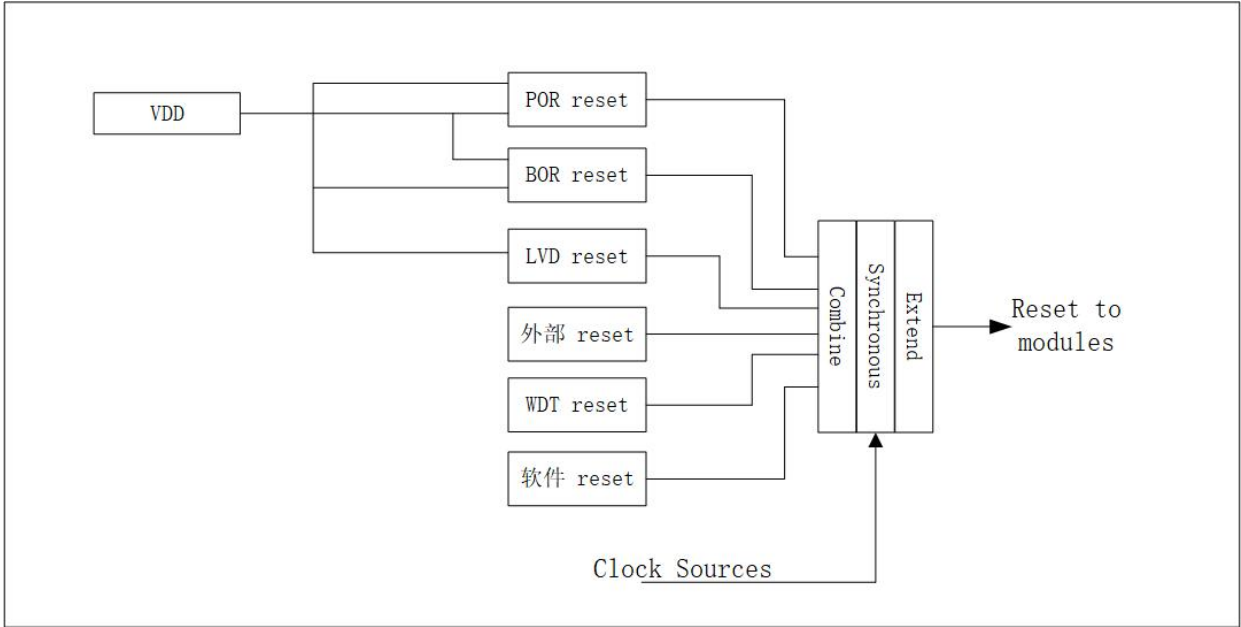 VDD
POR reset
BOR reset
LVD reset
外部 reset
WDT reset
软件 reset
Combine
Synchronous
Extend
Reset to
modules
Clock Sources